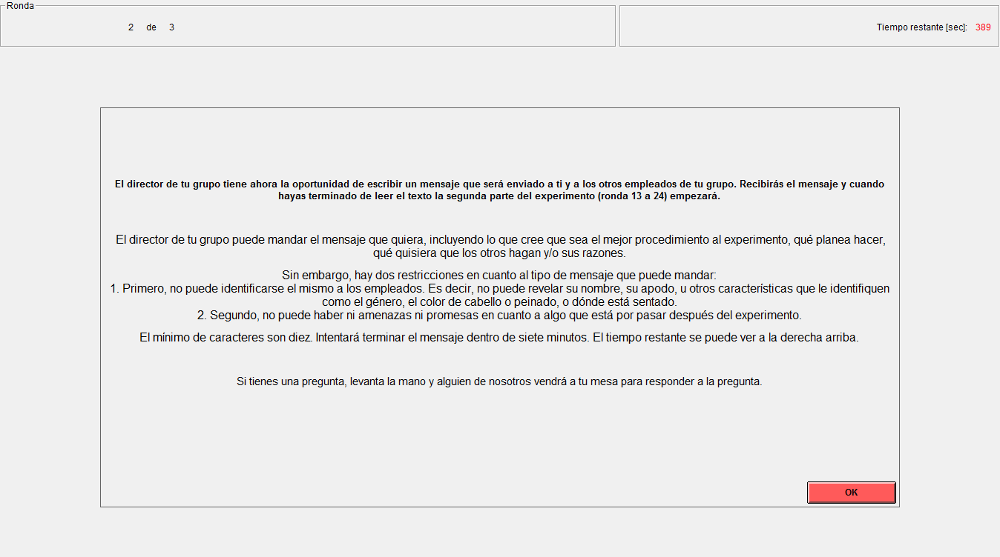 Ronda
2 de 3
Tiempo restante [sec]: 389
El director de tu grupo tiene ahora la oportunidad de escribir un mensaje que será enviado a ti y a los otros empleados de tu grupo. Recibirás el mensaje y cuando
hayas terminado de leer el texto la segunda parte del experimento (ronda 13 a 24) empezará.
El director de tu grupo puede mandar el mensaje que quiera, incluyendo lo que cree que sea el mejor procedimiento al experimento, qué planea hacer,
qué quisiera que los otros hagan y/o sus razones.
Sin embargo, hay dos restricciones en cuanto al tipo de mensaje que puede mandar:
1. Primero, no puede identificarse el mismo a los empleados. Es decir, no puede revelar su nombre, su apodo, u otros características que le identifiquen
como el género, el color de cabello o peinado, o dónde está sentado.
2. Segundo, no puede haber ni amenazas ni promesas en cuanto a algo que está por pasar después del experimento.
El mínimo de caracteres son diez. Intentará terminar el mensaje dentro de siete minutos. El tiempo restante se puede ver a la derecha arriba.
Si tienes una pregunta, levanta la mano y alguien de nosotros vendrá a tu mesa para responder a la pregunta.
OK